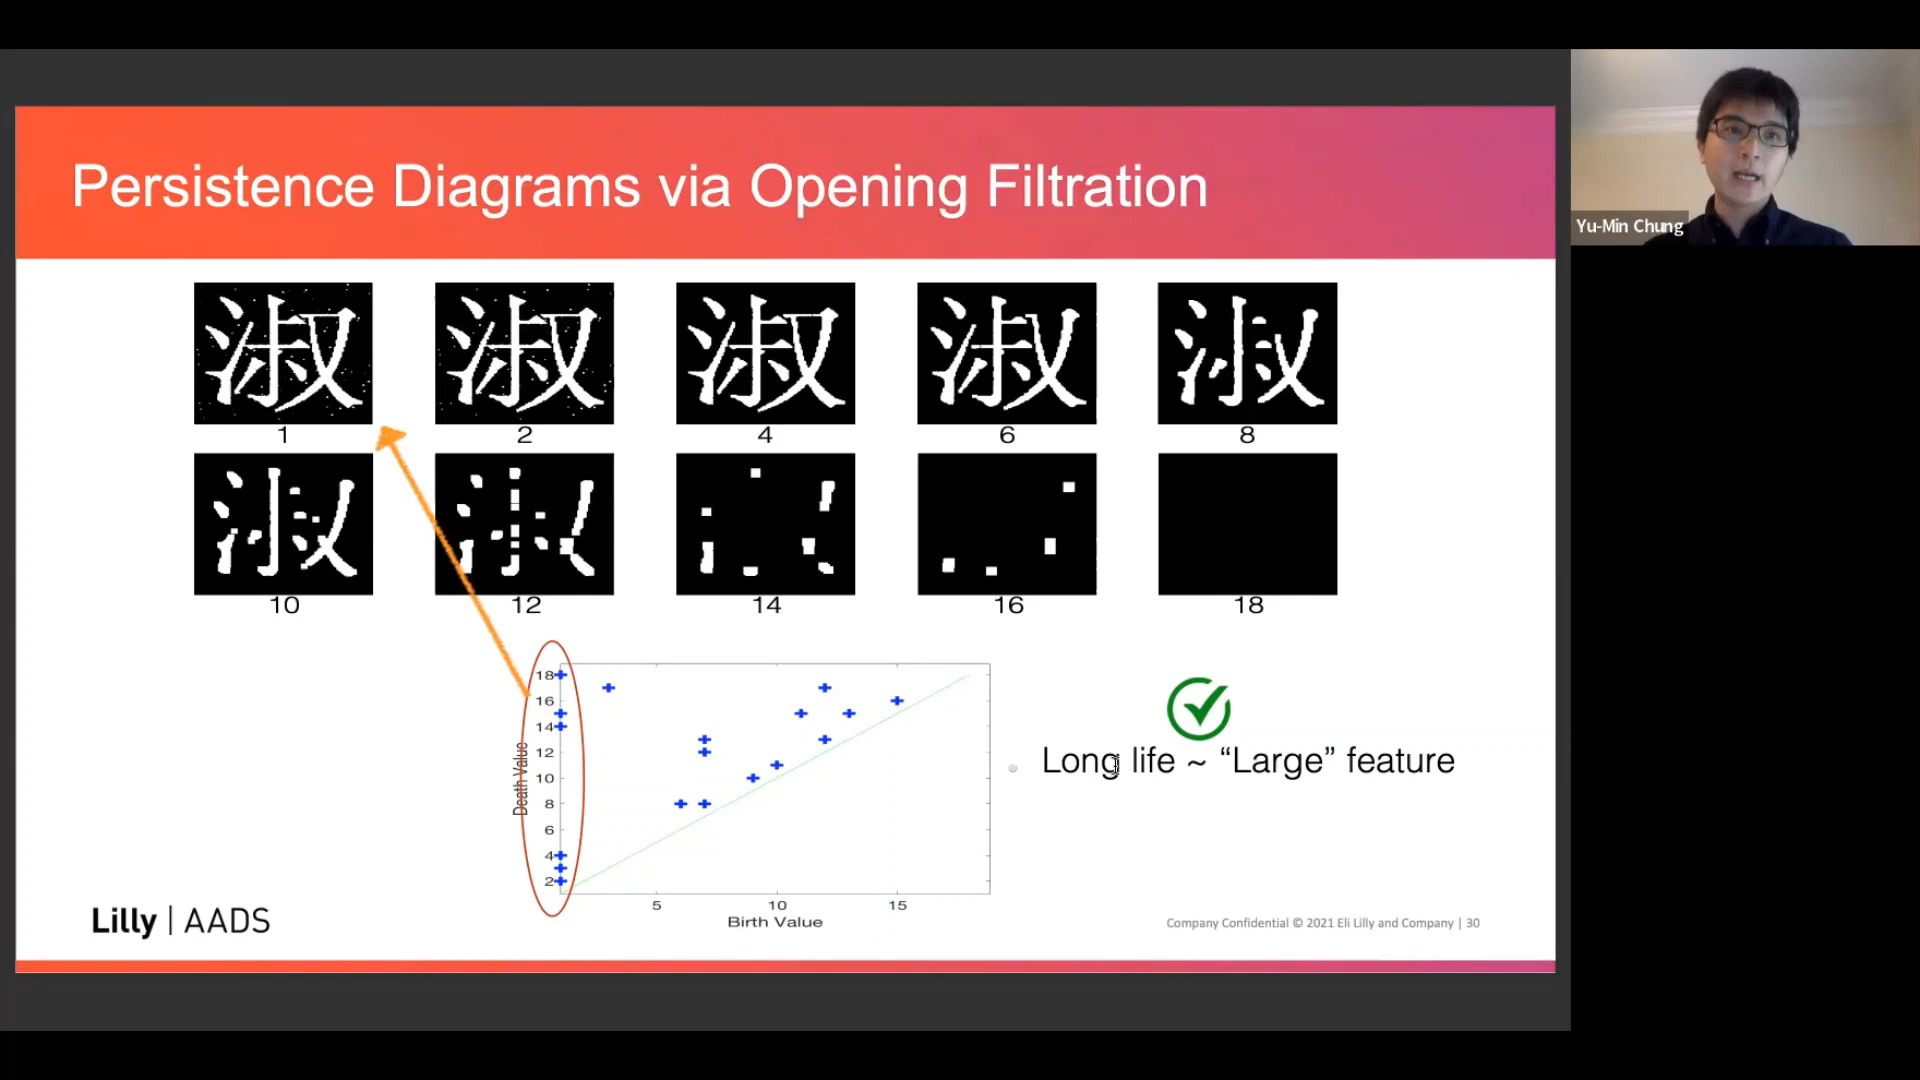 Persistence Diagrams via Opening Filtration
Yu-Min Chung
淑 淑 淑 淑 淑
1 2 4 6 8
10 12 14 16 18
18
16
14
12
10
8
6
4
2
Death Value
5 10 15
Birth Value
Long life ~ “Large” feature
Lilly | AADS
Company Confidential © 2021 Eli Lilly and Company | 30